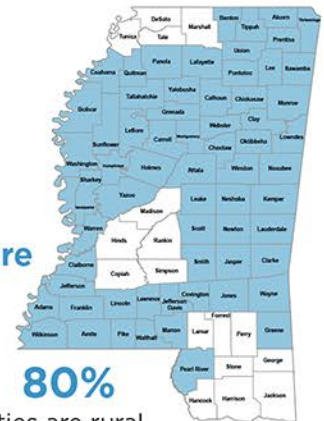 DeSoto Marshall Benton Tippah Alcorn Tishomingo
Tunica Tate Prentiss
Union
Panola Lafayette Lee Itawamba
Coahoma Quitman Pontotoc
Yalobusha
Tallahatchie Calhoun Chickasaw Monroe
Bolivar Grenada
Clay
Webster
Leflore Carroll Montgomery Oktibbeha Lowndes
Sunflower Choctaw
Washington Humphreys Holmes Attala Winston Noxubee
Sharkey
Yazoo Leake Neshoba Kemper
Issaquena Madison
Warren Scott Newton Lauderdale
Hinds Rankin
re
Claiborne Smith Jasper Clarke
Copiah Simpson
Jefferson
Covington Jones Wayne
Adams Franklin Lincoln Lawrence Jefferson Davis
Forrest Greene
Wilkinson Amite Pike Walthall Marion Lamar Perry
George
80% Pearl River Stone
ties are rural
Hancock Harrison Jackson